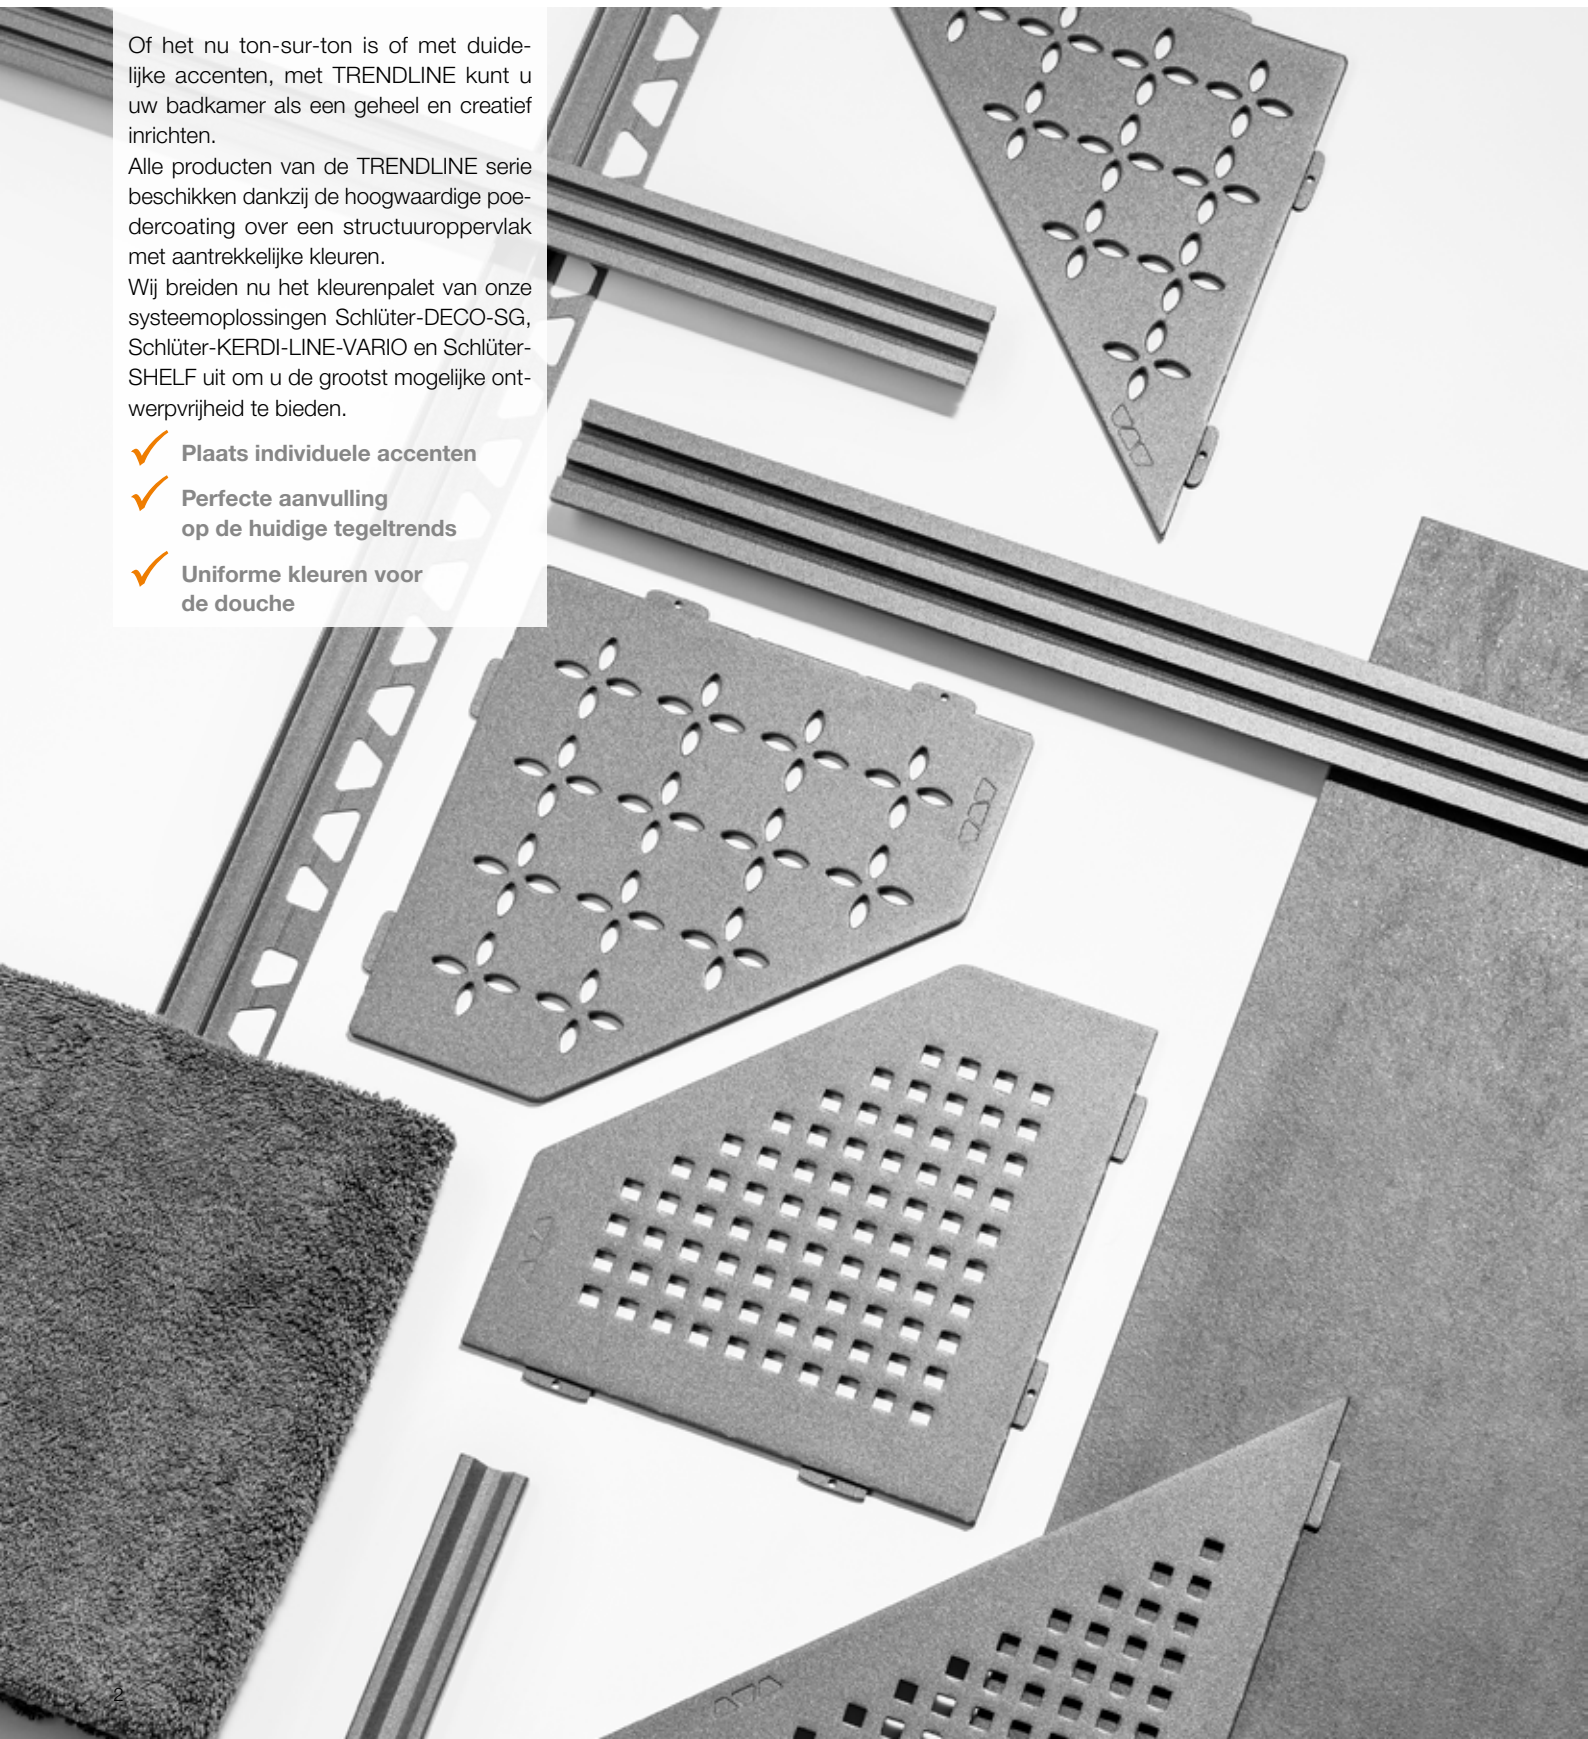 Of het nu ton-sur-ton is of met duide-
lijke accenten, met TRENDLINE kunt u
uw badkamer als een geheel en creatief
inrichten.
Alle producten van de TRENDLINE serie
beschikken dankzij de hoogwaardige poe-
dercoating over een structuuroppervlak
met aantrekkelijke kleuren.
Wij breiden nu het kleurenpalet van onze
systeemoplossingen Schlüter-DECO-SG,
Schlüter-KERDI-LINE-VARIO en Schlüter-
SHELF uit om u de grootst mogelijke ont-
werpvrijheid te bieden.
Plaats individuele accenten
Perfecte aanvulling
op de huidige tegeltrends
Uniforme kleuren voor
de douche
2